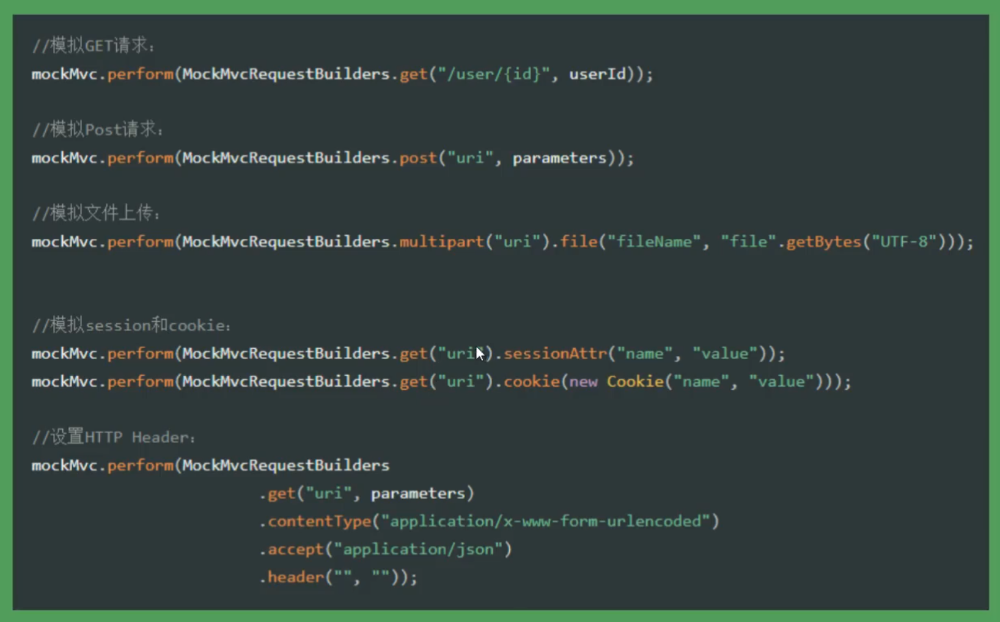 //模拟GET请求：
mockMvc.perform(MockMvcRequestBuilders.get("/user/{id}", userId));
//模拟Post请求：
mockMvc.perform(MockMvcRequestBuilders.post("uri", parameters));
//模拟文件上传：
mockMvc.perform(MockMvcRequestBuilders.multipart("uri").file("fileName", "file".getBytes("UTF-8")));
//模拟session和cookie：
mockMvc.perform(MockMvcRequestBuilders.get("uri").sessionAttr("name", "value"));
mockMvc.perform(MockMvcRequestBuilders.get("uri").cookie(new Cookie("name", "value")));
//设置HTTP Header：
mockMvc.perform(MockMvcRequestBuilders
.get("uri", parameters)
.contentType("application/x-www-form-urlencoded")
.accept("application/json")
.header("", ""));